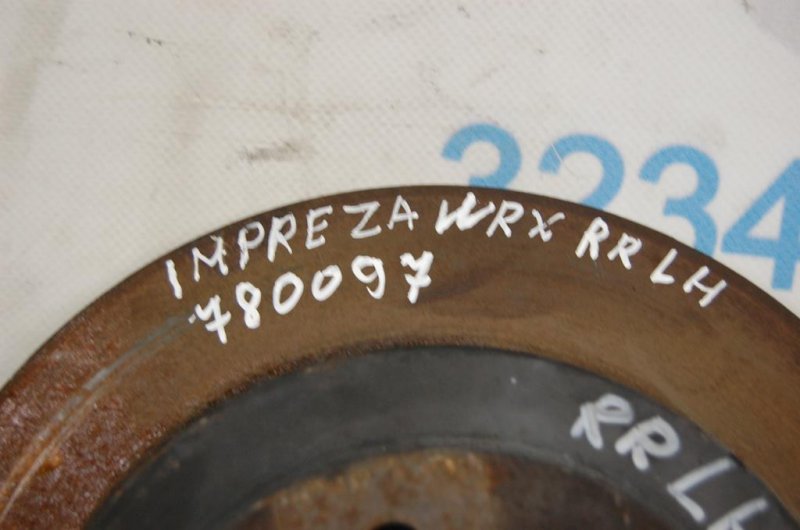 3234
IMPREZA WRX RR LH
780097
RR LH